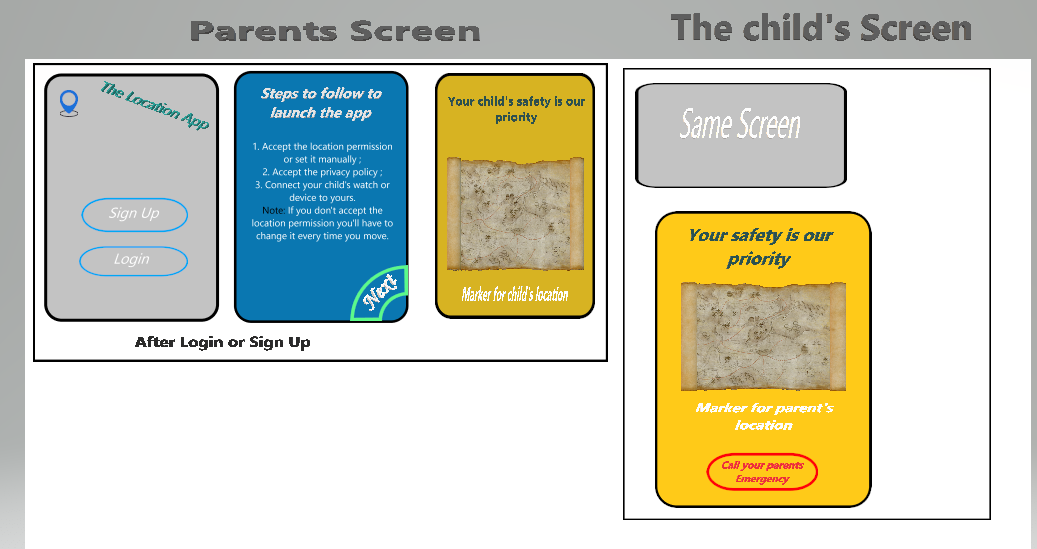 Parents Screen
The child's Screen
The Location App
Sign Up
Login
Steps to follow to
launch the app
1. Accept the location permission
or set it manually ;
2. Accept the privacy policy ;
3. Connect your child's watch or
device to yours.
Note: If you don't accept the
location permission you'll have to
change it every time you move.
Next
Your child's safety is our
priority
Marker for child's location
After Login or Sign Up
Same Screen
Your safety is our
priority
Marker for parent's
location
Call your parents
Emergency